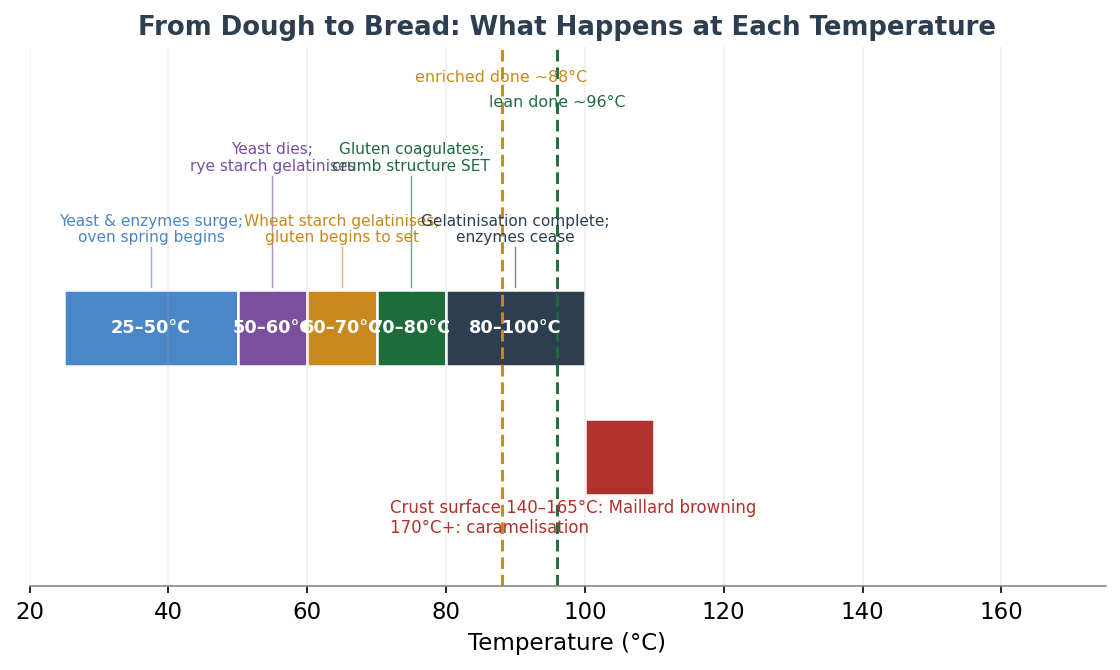 From Dough to Bread: What Happens at Each Temperature
enriched done ~88°C
lean done ~96°C
Yeast dies;
rye starch gelatinises
Gluten coagulates;
crumb structure SET
Yeast & enzymes surge;
oven spring begins
Wheat starch gelatinises;
gluten begins to set
Gelatinisation complete;
enzymes cease
25–50°C
50–60°C
60–70°C
70–80°C
80–100°C
Crust surface 140–165°C: Maillard browning
170°C+: caramelisation
20 40 60 80 100 120 140 160
Temperature (°C)